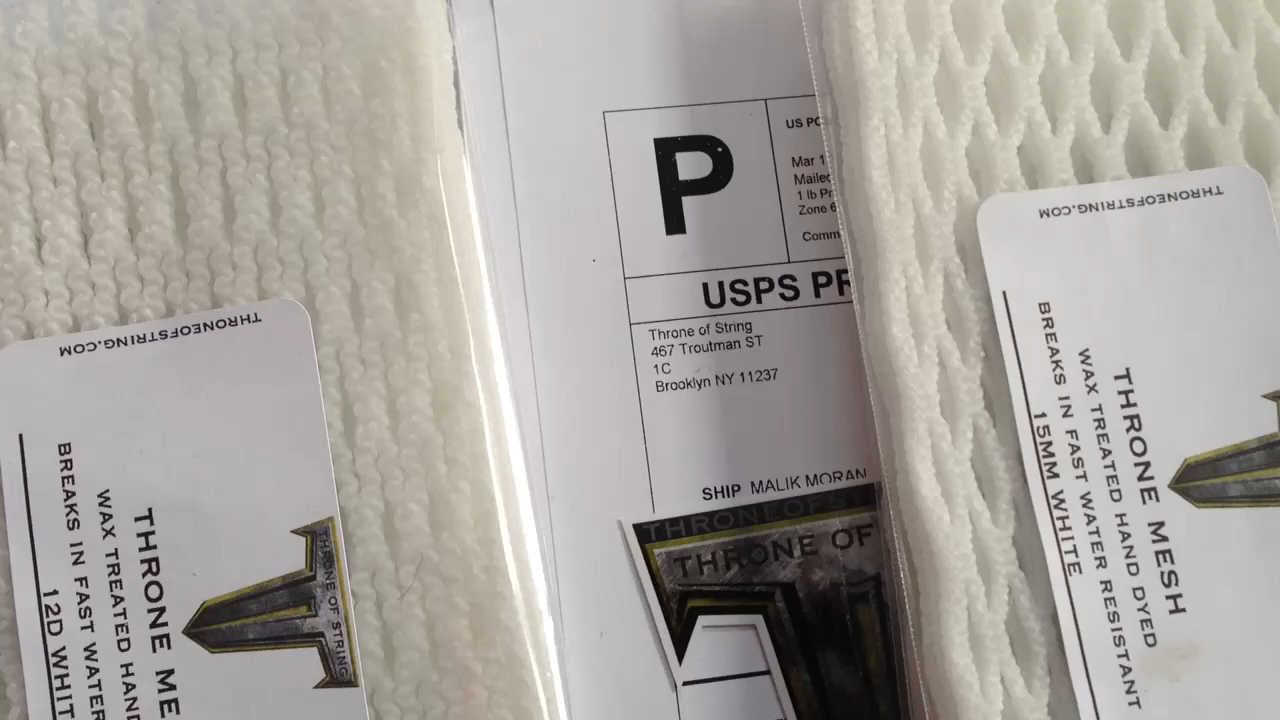 THRONEOFSTRING.COM
THRONE ME
WAX TREATED HAND
BREAKS IN FAST WATER
12D WHIT
THRONE OF STRING
P
US PO
Mar 1
Mailed
1 lb Pr
Zone 6
Comm
USPS PR
Throne of String
467 Troutman ST
1C
Brooklyn NY 11237
SHIP MALIK MORAN
THRONEOFS
THRONE OF
THRONEOFSTRING.COM
THRONE MESH
WAX TREATED HAND DYED
BREAKS IN FAST WATER RESISTANT
15MM WHITE